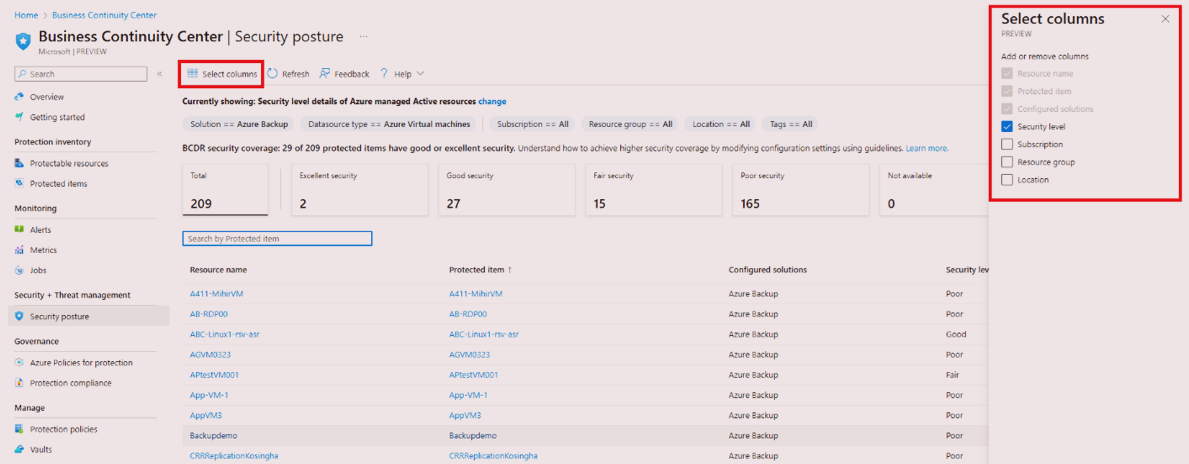 Home > Business Continuity Center
Business Continuity Center | Security posture ...
Microsoft | PREVIEW
Search
«
Overview
Getting started
Protection inventory
Protectable resources
Protected items
Monitoring
Alerts
Metrics
Jobs
Security + Threat management
Security posture
Governance
Azure Policies for protection
Protection compliance
Manage
Protection policies
Vaults
Select columns Refresh Feedback ? Help
Currently showing: Security level details of Azure managed Active resources change
Solution == Azure Backup Datasource type == Azure Virtual machines Subscription == All Resource group == All Location == All Tags == All
BCDR security coverage: 29 of 209 protected items have good or excellent security. Understand how to achieve higher security coverage by modifying configuration settings using guidelines. Learn more.
Total Excellent security Good security Fair security Poor security Not available
209 2 27 15 165 0
Search by Protected item
Resource name Protected item ↑ Configured solutions Security lev
A411-MihirVM A411-MihirVM Azure Backup Poor
AB-RDP00 AB-RDP00 Azure Backup Poor
ABC-Linux1-rsv-asr ABC-Linux1-rsv-asr Azure Backup Good
AGVM0323 AGVM0323 Azure Backup Poor
APtestVM001 APtestVM001 Azure Backup Fair
App-VM-1 App-VM-1 Azure Backup Poor
AppVM3 AppVM3 Azure Backup Poor
Backupdemo Backupdemo Azure Backup Poor
CRRReplicationKosingha CRRReplicationKosingha Azure Backup Poor
Select columns
PREVIEW
Add or remove columns
Resource name
Protected item
Configured solutions
Security level
Subscription
Resource group
Location